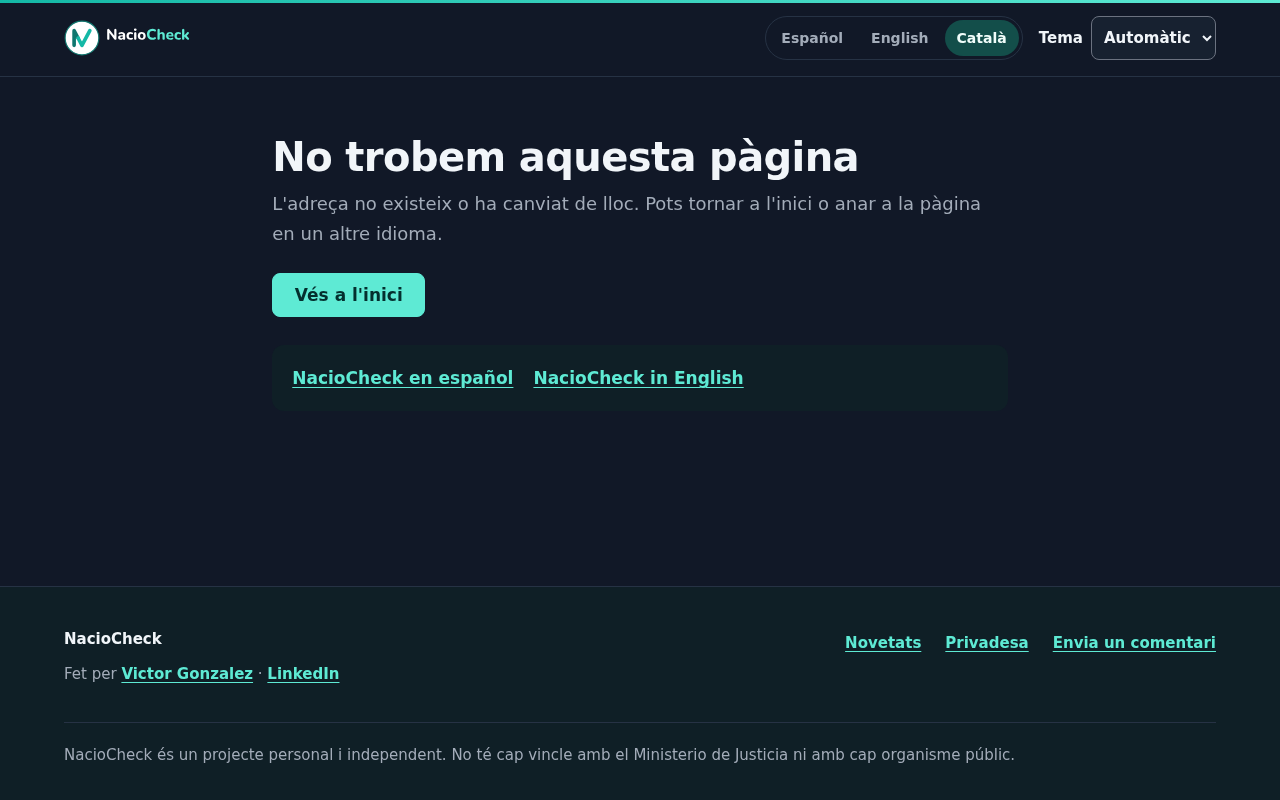 NacioCheck
Español English Català Tema Automàtic
No trobem aquesta pàgina
L'adreça no existeix o ha canviat de lloc. Pots tornar a l'inici o anar a la pàgina
en un altre idioma.
Vés a l'inici
NacioCheck en español NacioCheck in English
NacioCheck
Fet per Victor Gonzalez · LinkedIn
Novetats Privadesa Envia un comentari
NacioCheck és un projecte personal i independent. No té cap vincle amb el Ministerio de Justicia ni amb cap organisme públic.